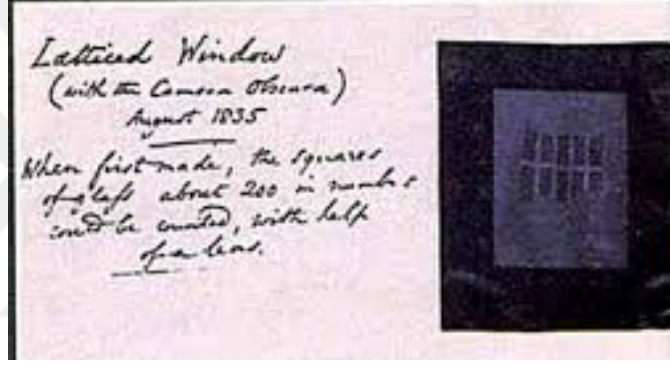 Latticed Window
(with the Camera Obscura)
August 1835
When first made, the squares
of glass about 200 in number
could be counted, with help
of a lens.